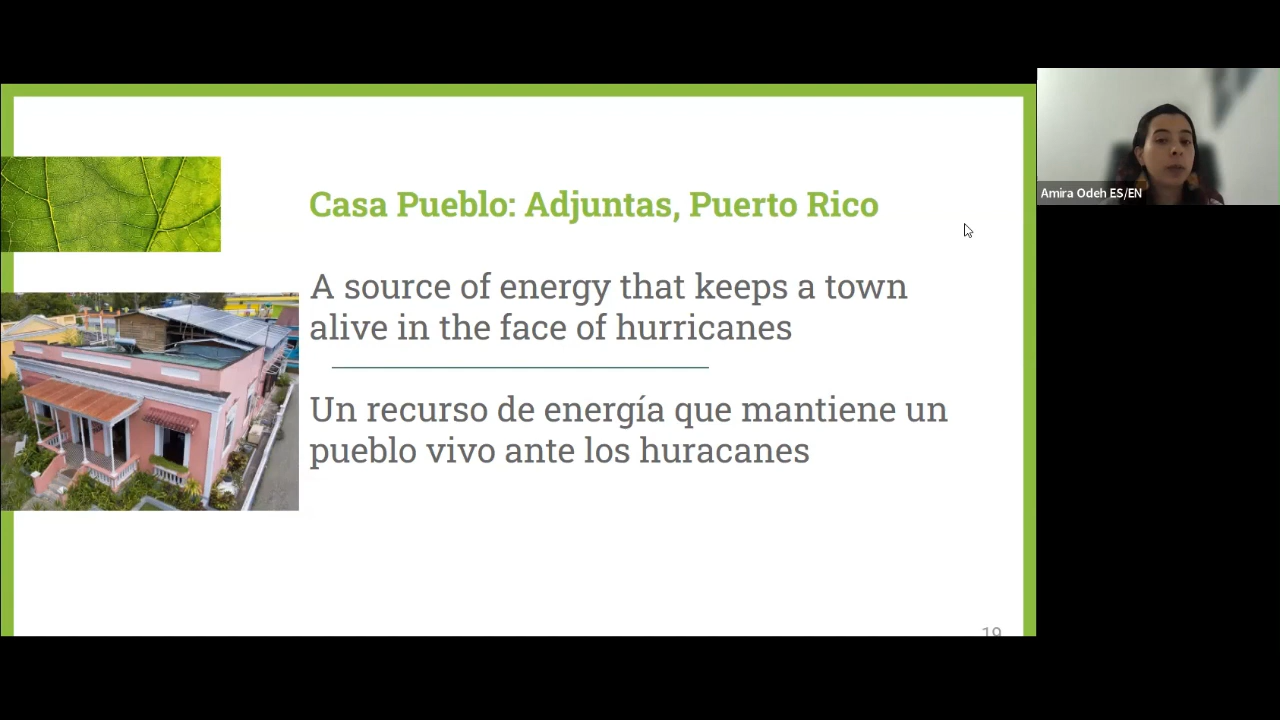 Casa Pueblo: Adjuntas, Puerto Rico
A source of energy that keeps a town
alive in the face of hurricanes
Un recurso de energía que mantiene un
pueblo vivo ante los huracanes
19
Amira Odeh ES/EN